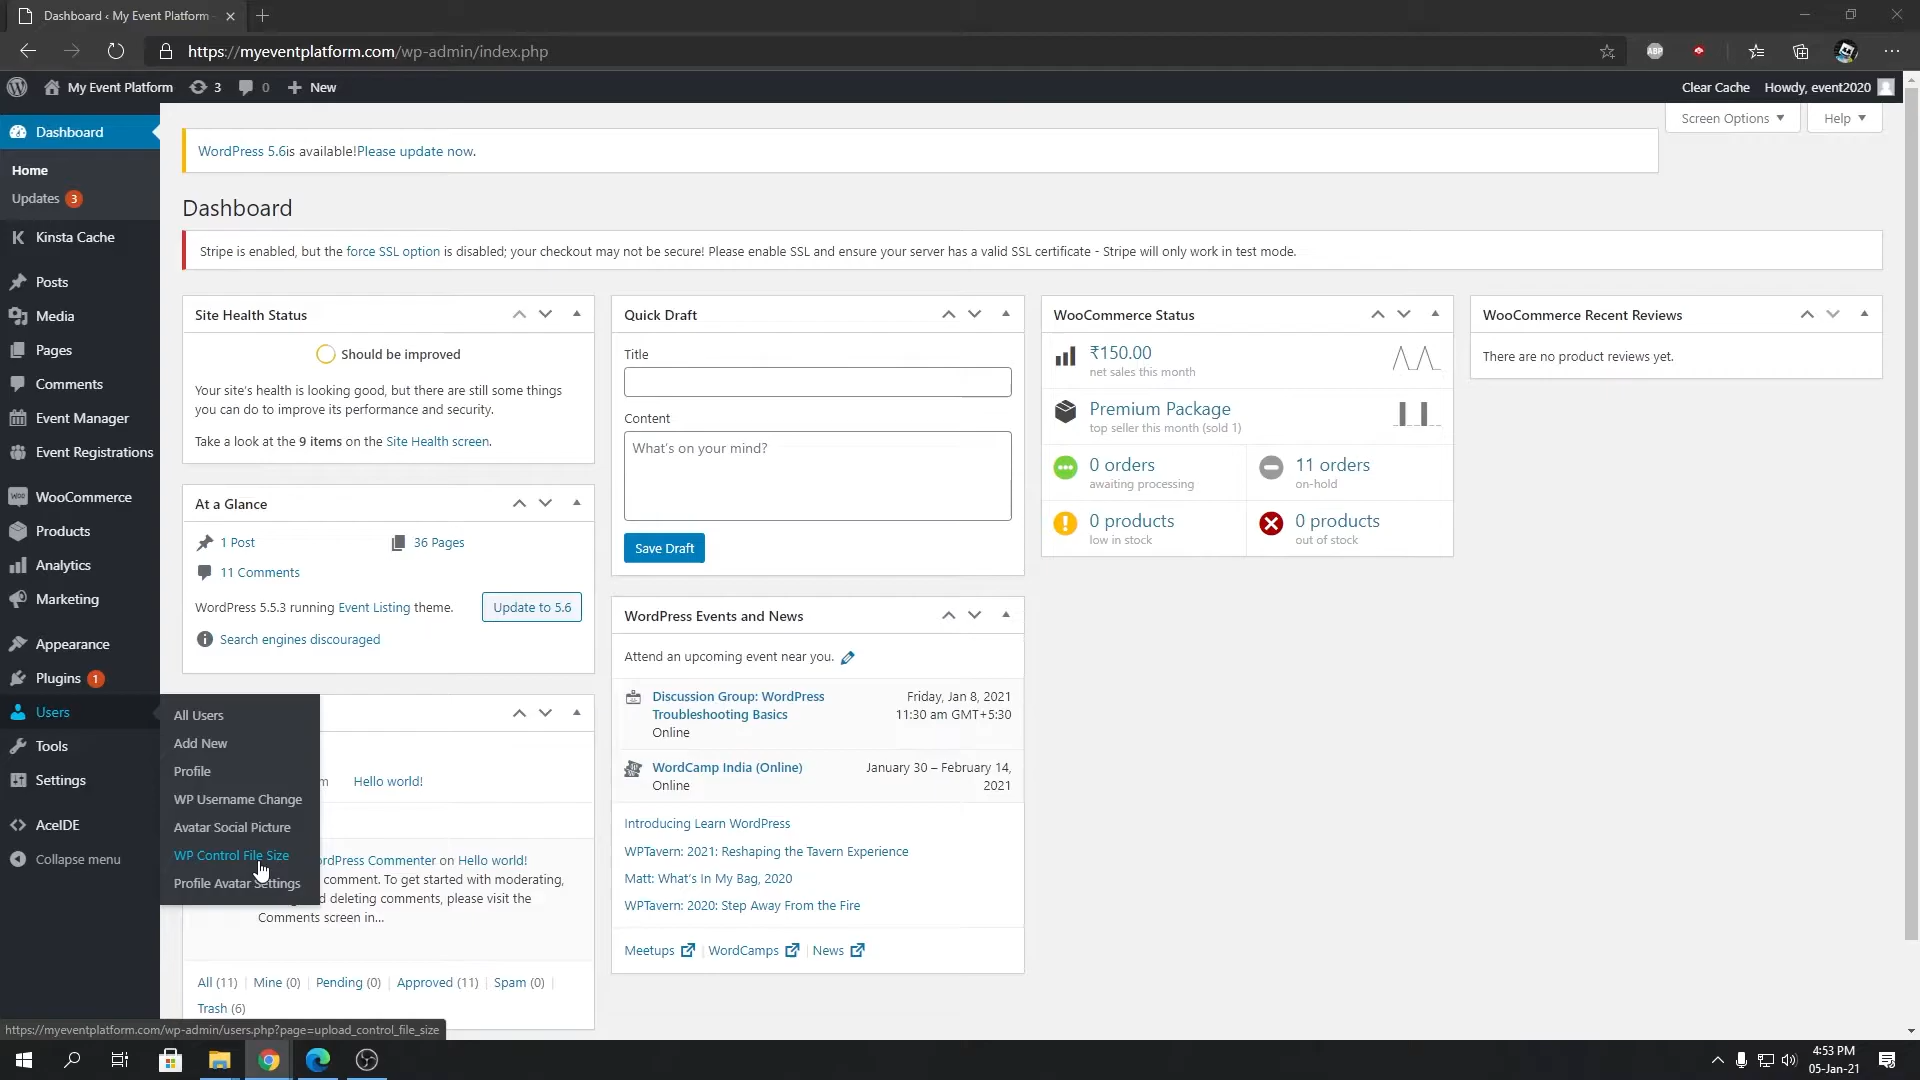 Dashboard ‹ My Event Platform
https://myeventplatform.com/wp-admin/index.php
ABP
My Event Platform
3
0
New
Clear Cache
Howdy, event2020
Dashboard
Home
Updates 3
Kinsta Cache
Posts
Media
Pages
Comments
Event Manager
Event Registrations
WooCommerce
Products
Analytics
Marketing
Appearance
Plugins 1
Users
Tools
Settings
AceIDE
Collapse menu
All Users
Add New
Profile
WP Username Change
Avatar Social Picture
WP Control File Size
Profile Avatar Settings
Screen Options
Help
WordPress 5.6is available!Please update now.
Dashboard
Stripe is enabled, but the force SSL option is disabled; your checkout may not be secure! Please enable SSL and ensure your server has a valid SSL certificate - Stripe will only work in test mode.
Site Health Status
Should be improved
Your site's health is looking good, but there are still some things
you can do to improve its performance and security.
Take a look at the 9 items on the Site Health screen.
At a Glance
1 Post
36 Pages
11 Comments
WordPress 5.5.3 running Event Listing theme.
Update to 5.6
Search engines discouraged
m
Hello world!
rdPress Commenter on Hello world!
comment. To get started with moderating,
d deleting comments, please visit the
Comments screen in...
All (11) | Mine (0) | Pending (0) | Approved (11) | Spam (0) |
Trash (6)
Quick Draft
Title
Content
What's on your mind?
Save Draft
WordPress Events and News
Attend an upcoming event near you.
Discussion Group: WordPress
Troubleshooting Basics
Online
Friday, Jan 8, 2021
11:30 am GMT+5:30
WordCamp India (Online)
Online
January 30 – February 14,
2021
Introducing Learn WordPress
WPTavern: 2021: Reshaping the Tavern Experience
Matt: What's In My Bag, 2020
WPTavern: 2020: Step Away From the Fire
Meetups | WordCamps | News
WooCommerce Status
₹150.00
net sales this month
Premium Package
top seller this month (sold 1)
0 orders
awaiting processing
11 orders
on-hold
0 products
low in stock
0 products
out of stock
WooCommerce Recent Reviews
There are no product reviews yet.
https://myeventplatform.com/wp-admin/users.php?page=upload_control_file_size
4:53 PM
05-Jan-21